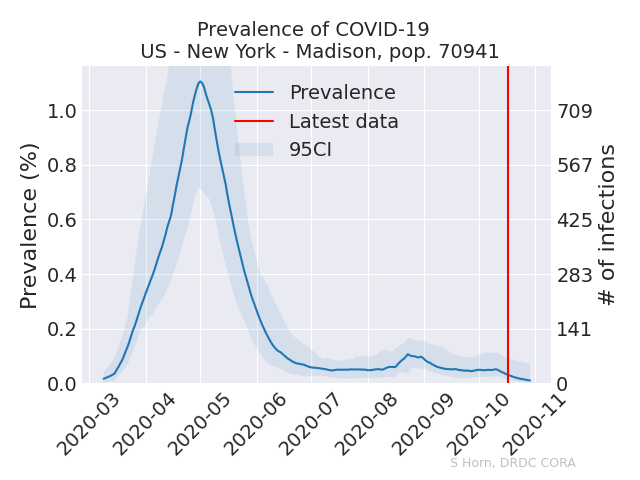 Prevalence of COVID-19
US - New York - Madison, pop. 70941
Prevalence
Latest data
95CI
Prevalence (%)
1.0
0.8
0.6
0.4
0.2
0.0
709
567
425
283
141
0
# of infections
2020-03
2020-04
2020-05
2020-06
2020-07
2020-08
2020-09
2020-10
2020-11
S Horn, DRDC CORA